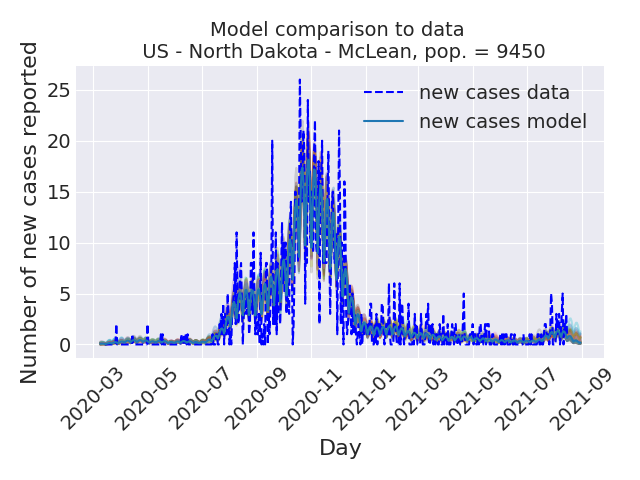 Model comparison to data
US - North Dakota - McLean, pop. = 9450
Number of new cases reported
25
20
15
10
5
0
new cases data
new cases model
2020-03
2020-05
2020-07
2020-09
2020-11
2021-01
2021-03
2021-05
2021-07
2021-09
Day